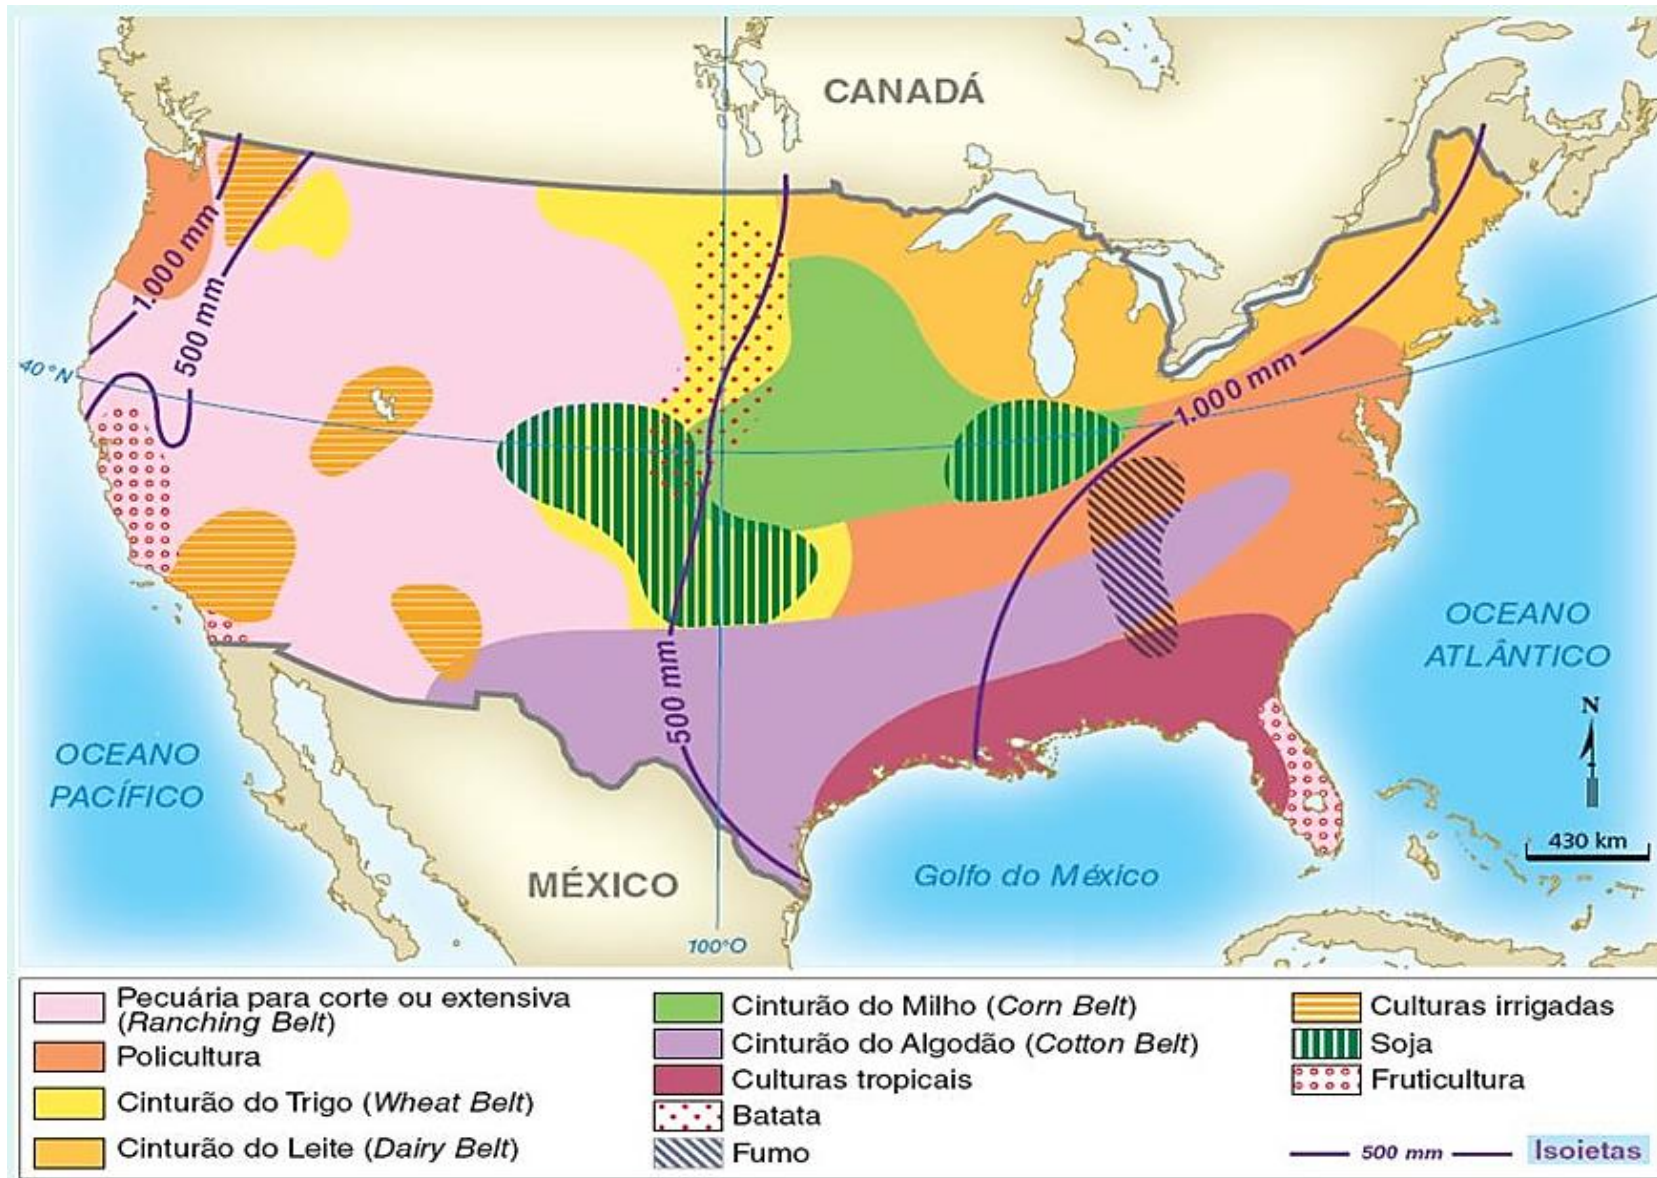 CANADÁ
1.000 mm
500 mm
40°N
1.000 mm
OCEANO
ATLÂNTICO
500 mm
N
OCEANO
PACÍFICO
430 km
MÉXICO
Golfo do México
100°O
Pecuária para corte ou extensiva
(Ranching Belt)
Policultura
Cinturão do Trigo (Wheat Belt)
Cinturão do Leite (Dairy Belt)
Cinturão do Milho (Corn Belt)
Cinturão do Algodão (Cotton Belt)
Culturas tropicais
Batata
Fumo
Culturas irrigadas
Soja
Fruticultura
500 mm Isoietas